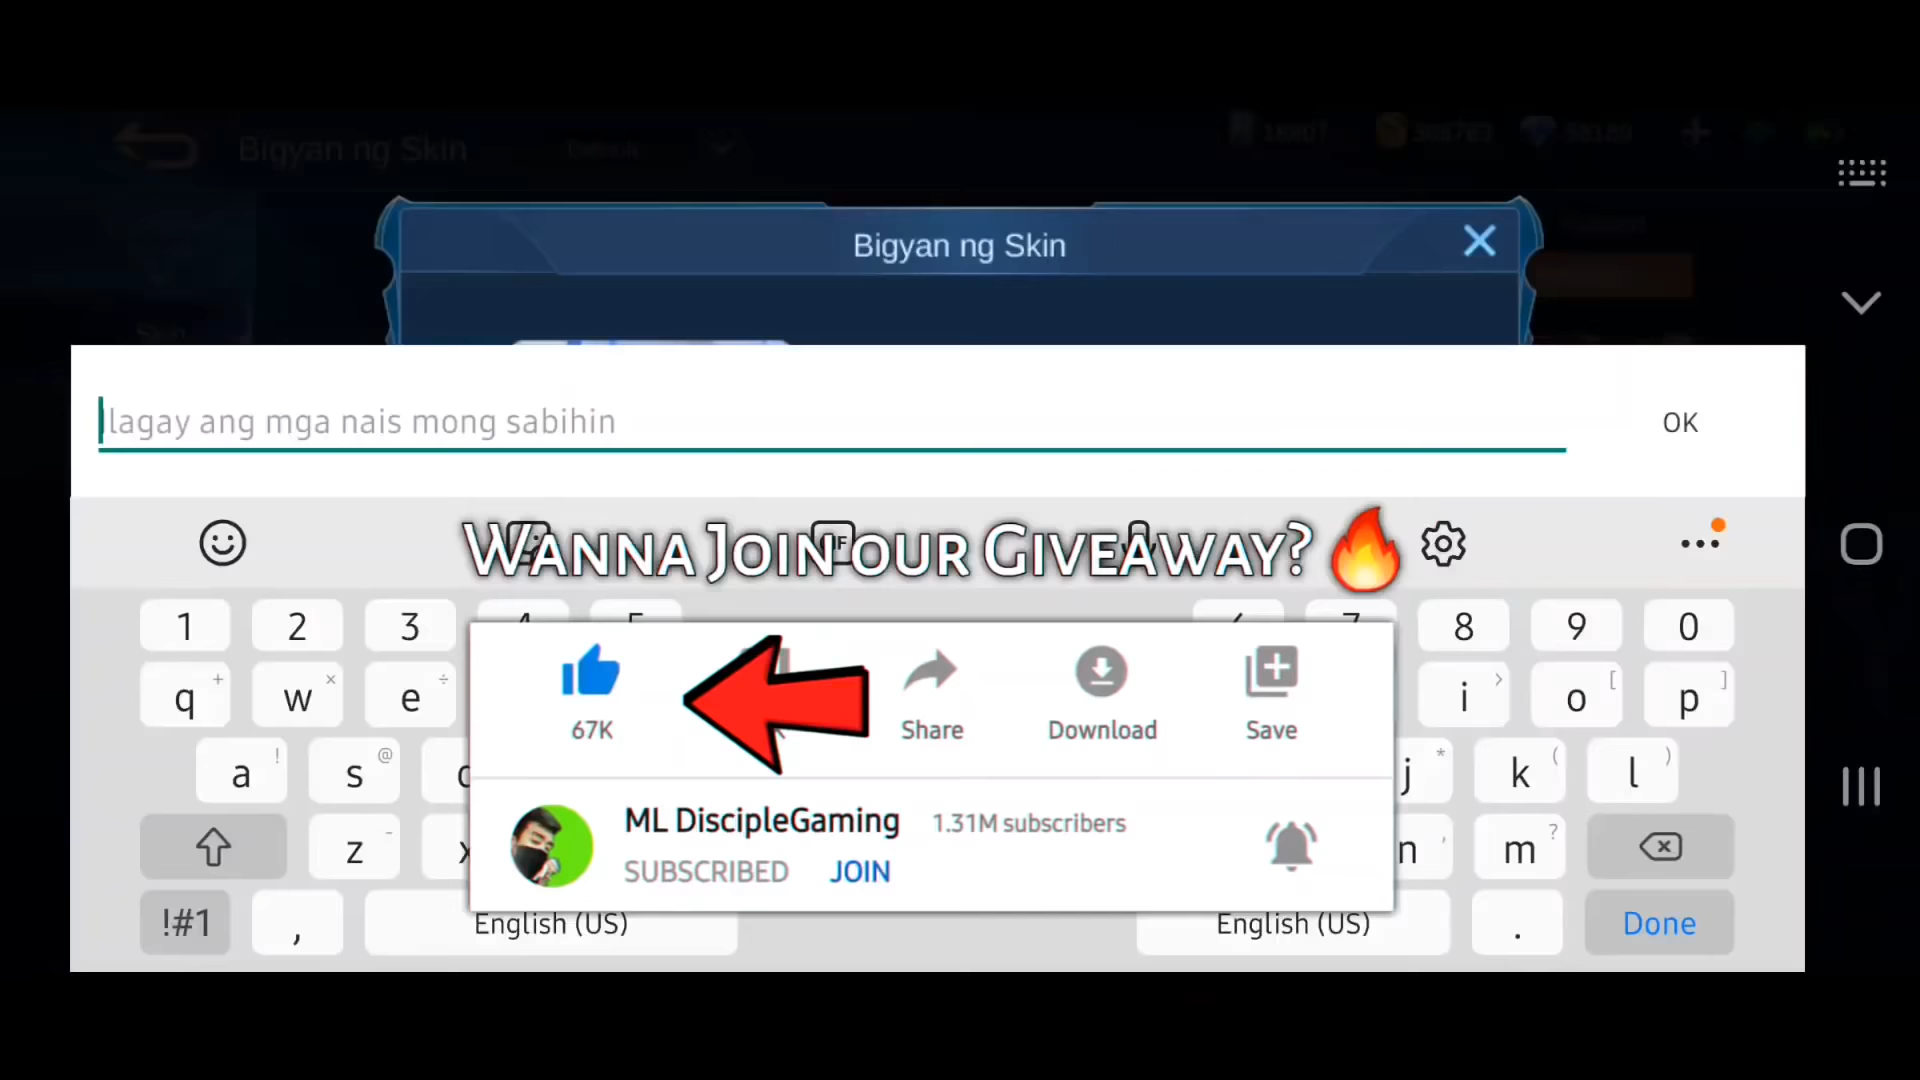 Bigyan ng Skin
18807
Bigyan ng Skin
Ilagay ang mga nais mong sabihin
OK
WANNA JOIN OUR GIVEAWAY?
1 2 3 8 9 0
q w e i o p
67K
Share
Download
Save
a s j k l
ML DiscipleGaming 1.31M subscribers
SUBSCRIBED JOIN
z x n m ?
!#1 , English (US) English (US) . Done